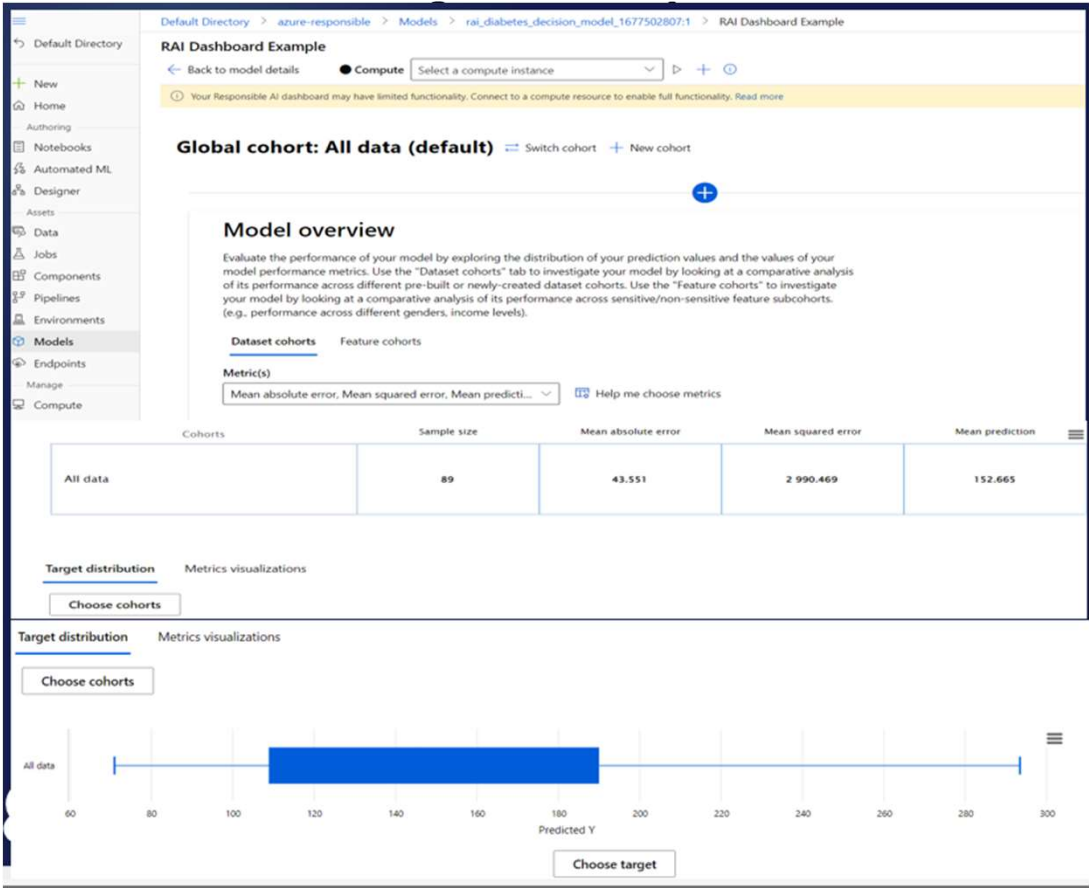 Default Directory > azure-responsible > Models > rai_diabetes_decision_model_1677502807:1 > RAI Dashboard Example
Default Directory
RAI Dashboard Example
Back to model details
Compute
Select a compute instance
Your Responsible AI dashboard may have limited functionality. Connect to a compute resource to enable full functionality. Read more
New
Home
Authoring
Notebooks
Automated ML
Designer
Assets
Data
Jobs
Components
Pipelines
Environments
Models
Endpoints
Manage
Compute
Global cohort: All data (default)
Switch cohort
New cohort
Model overview
Evaluate the performance of your model by exploring the distribution of your prediction values and the values of your
model performance metrics. Use the "Dataset cohorts" tab to investigate your model by looking at a comparative analysis
of its performance across different pre-built or newly-created dataset cohorts. Use the "Feature cohorts" to investigate
your model by looking at a comparative analysis of its performance across sensitive/non-sensitive feature subcohorts.
(e.g., performance across different genders, income levels).
Dataset cohorts Feature cohorts
Metric(s)
Mean absolute error, Mean squared error, Mean predicti...
Help me choose metrics
Cohorts Sample size Mean absolute error Mean squared error Mean prediction
All data 89 43.551 2 990.469 152.665
Target distribution Metrics visualizations
Choose cohorts
Target distribution Metrics visualizations
Choose cohorts
All data
60 80 100 120 140 160 180 200 220 240 260 280 300
Predicted Y
Choose target